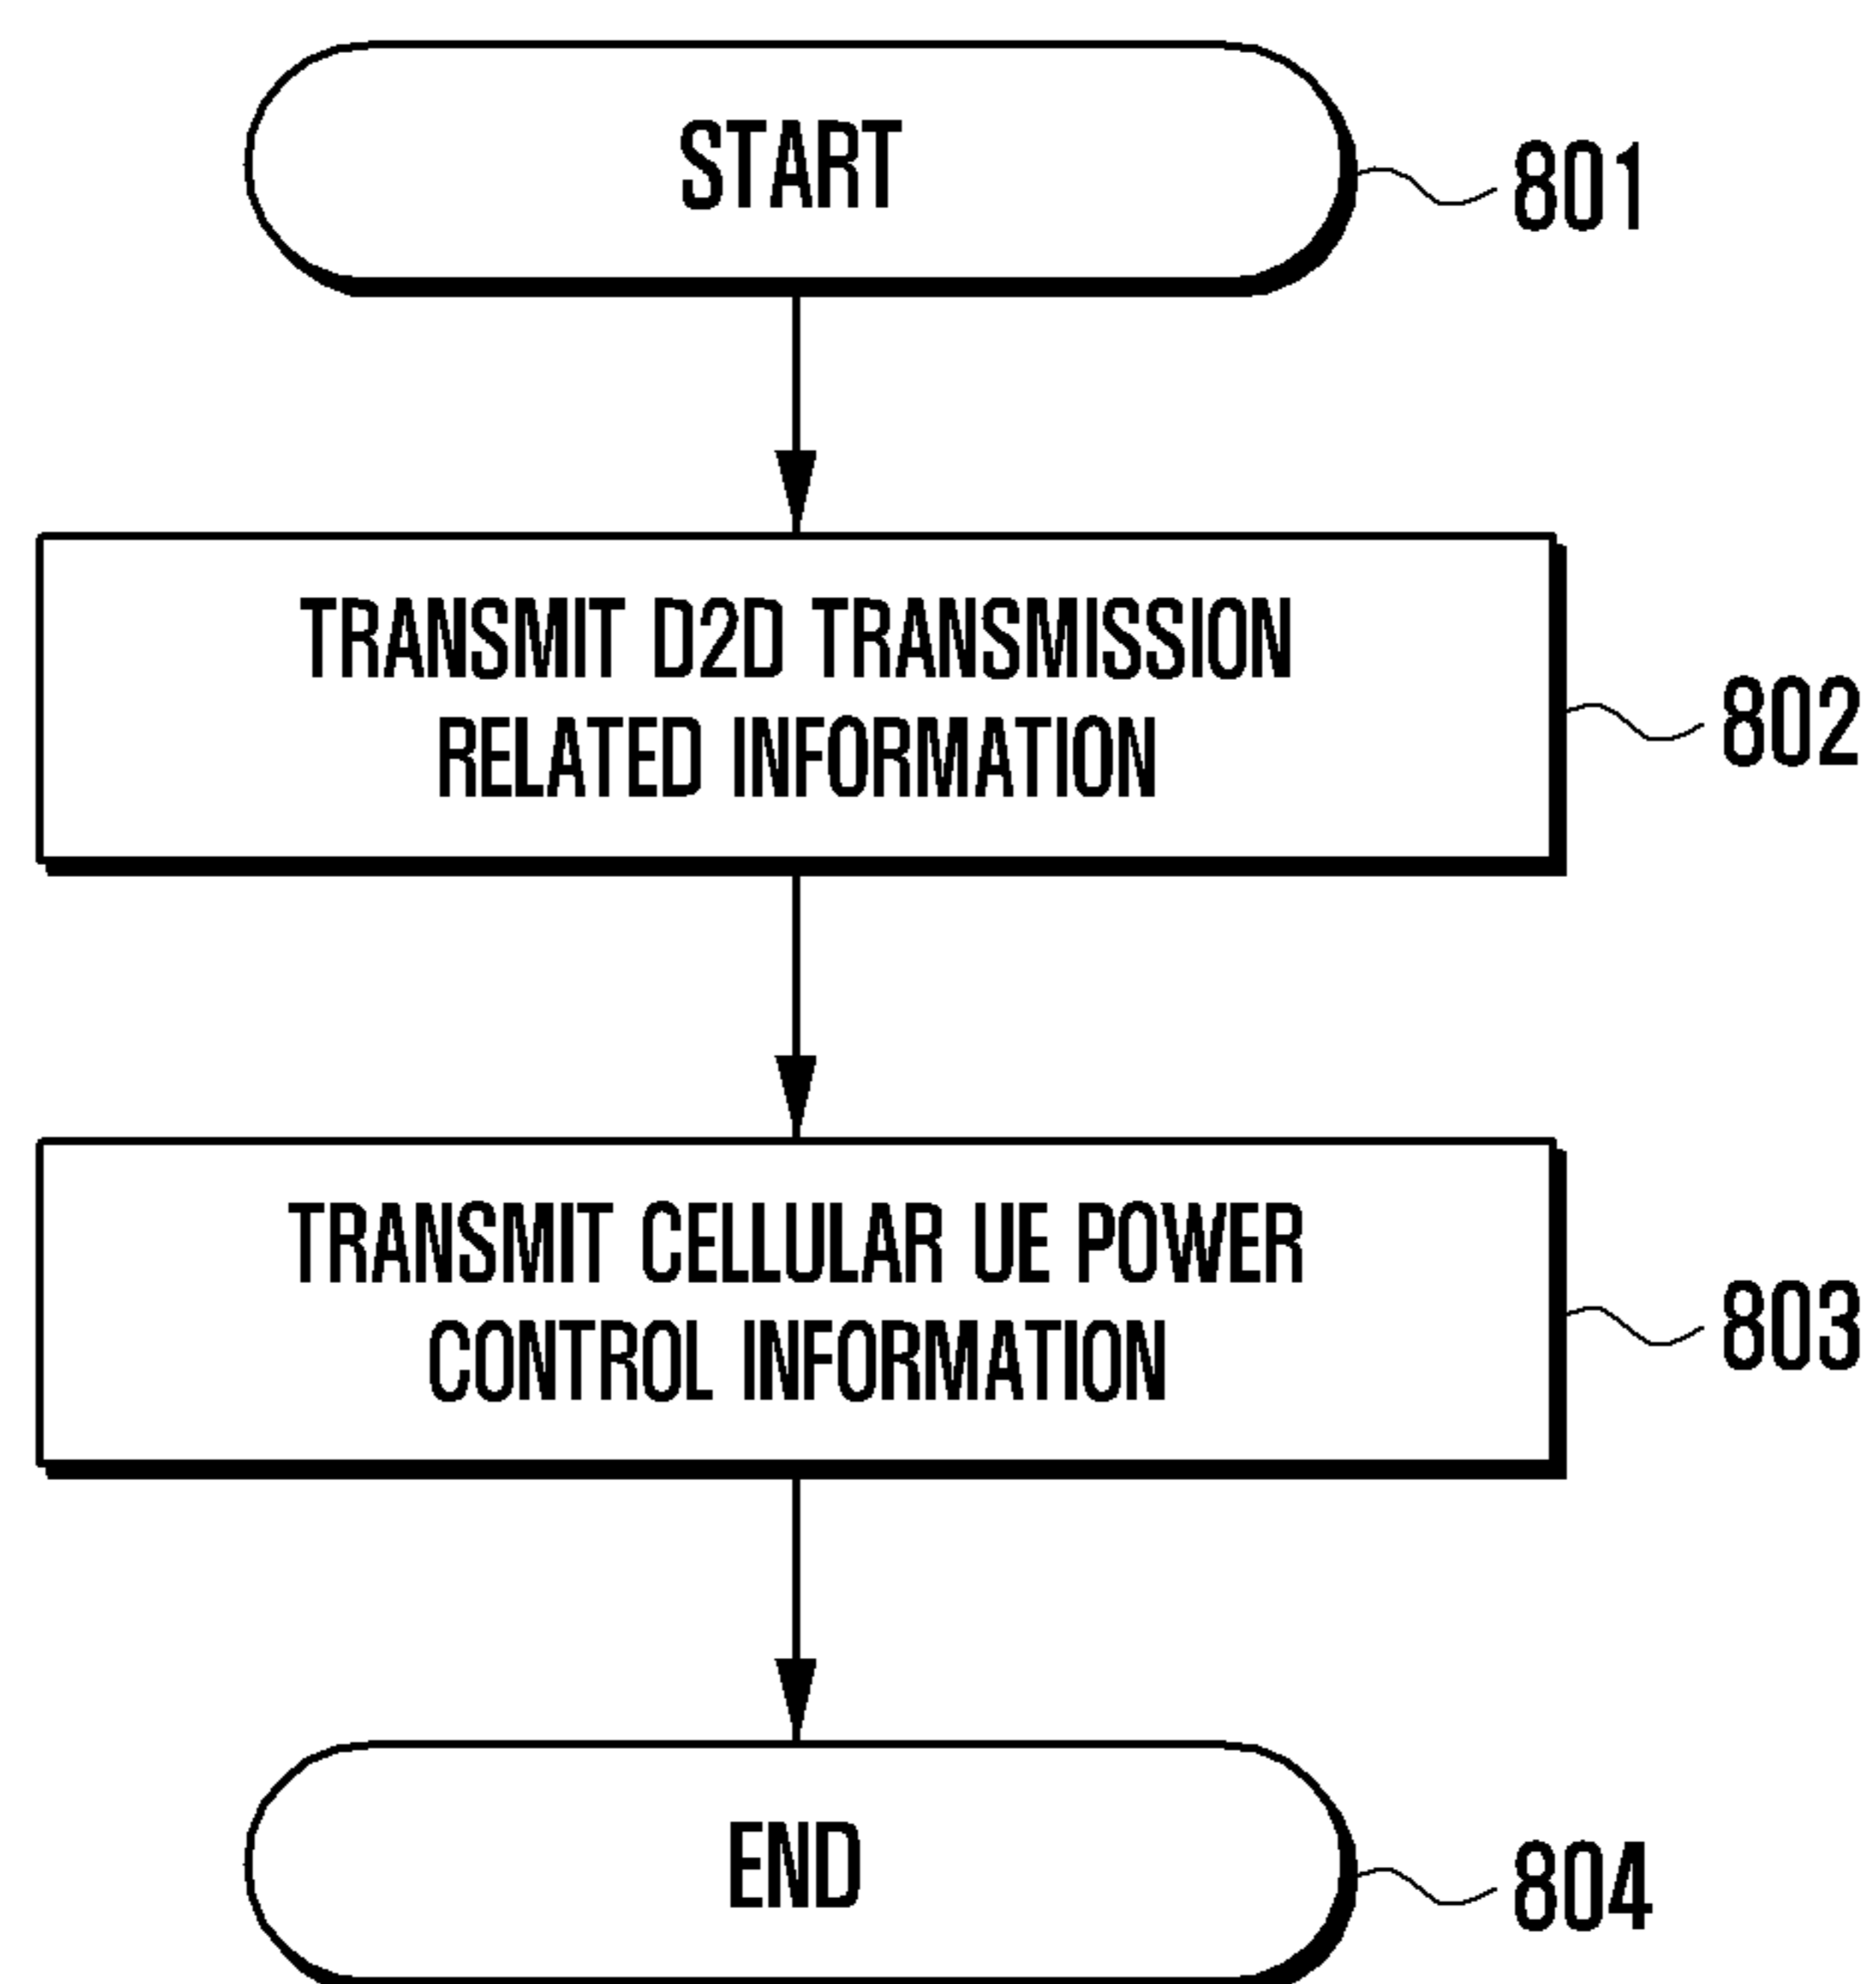 START
801
TRANSMIT D2D TRANSMISSION
RELATED INFORMATION
802
TRANSMIT CELLULAR UE POWER
CONTROL INFORMATION
803
END
804